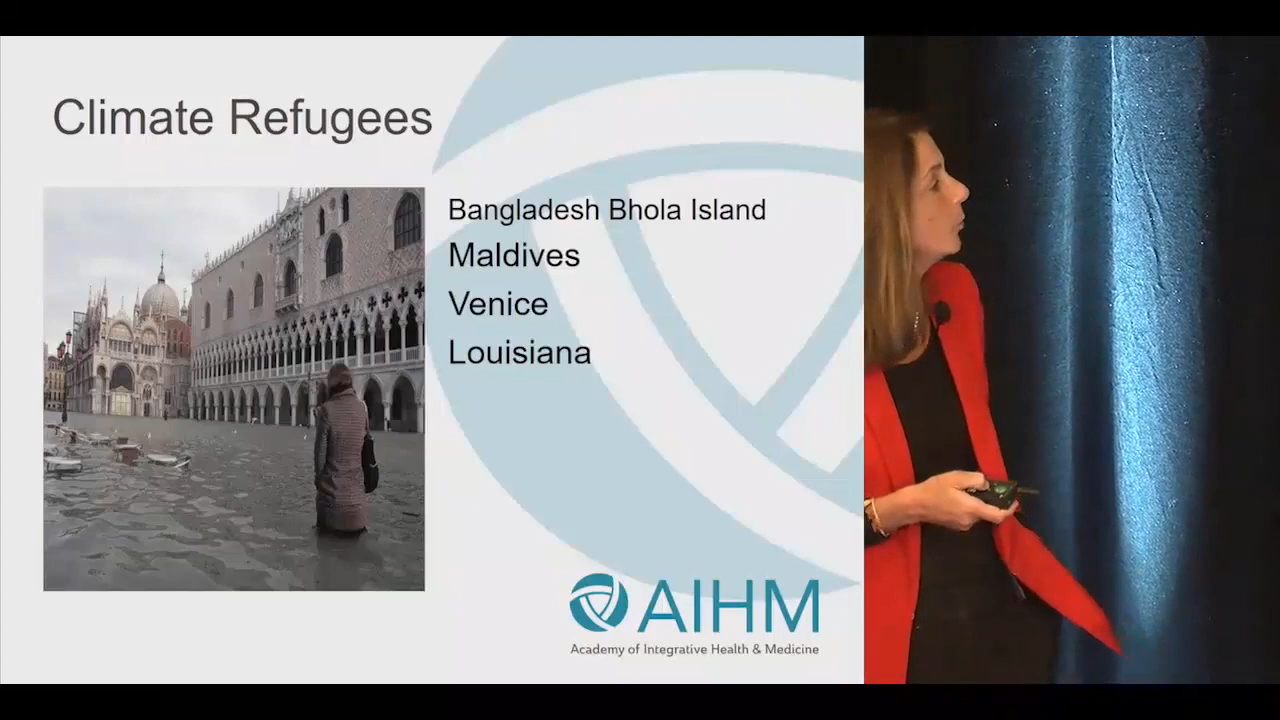 Climate Refugees
Bangladesh Bhola Island
Maldives
Venice
Louisiana
AIHM
Academy of Integrative Health & Medicine